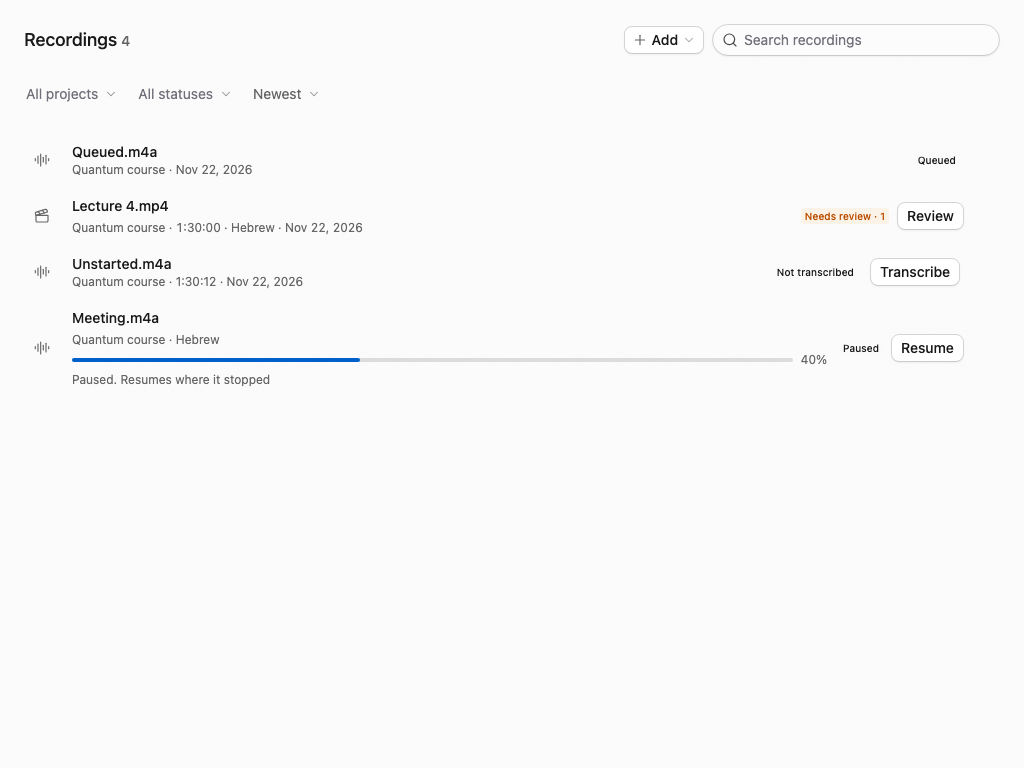 Recordings 4
Add
Search recordings
All projects
All statuses
Newest
Queued.m4a
Quantum course · Nov 22, 2026
Queued
Lecture 4.mp4
Quantum course · 1:30:00 · Hebrew · Nov 22, 2026
Needs review · 1
Review
Unstarted.m4a
Quantum course · 1:30:12 · Nov 22, 2026
Not transcribed
Transcribe
Meeting.m4a
Quantum course · Hebrew
40%
Paused. Resumes where it stopped
Paused
Resume